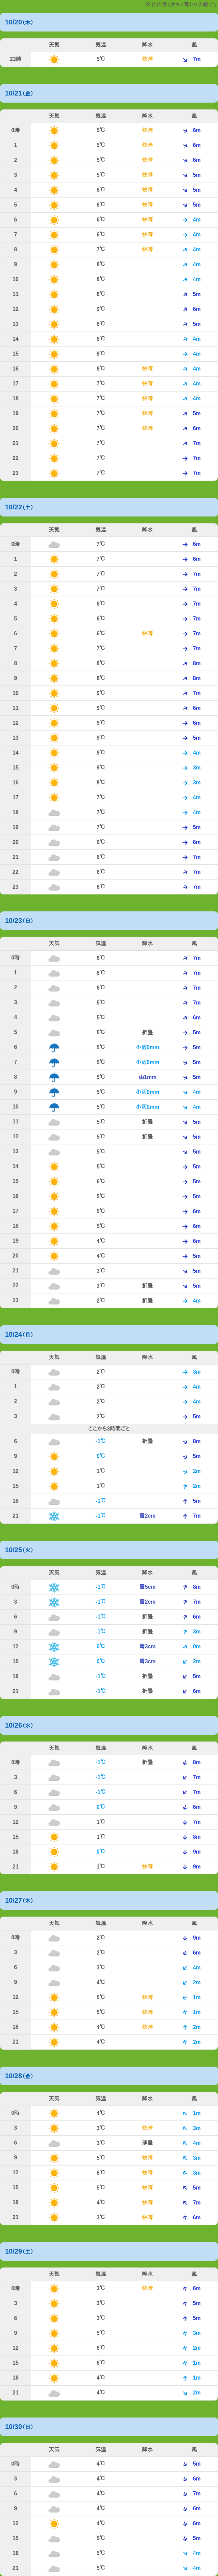 10/20(木)
天気 気温 降水 風
23時 5℃ 快晴 7m
10/21(金)
天気 気温 降水 風
0時 5℃ 快晴 6m
1 5℃ 快晴 6m
2 5℃ 快晴 6m
3 5℃ 快晴 5m
4 6℃ 快晴 5m
5 6℃ 快晴 5m
6 6℃ 快晴 4m
7 6℃ 快晴 4m
8 7℃ 快晴 4m
9 8℃ 4m
10 8℃ 4m
11 8℃ 5m
12 9℃ 6m
13 8℃ 5m
14 8℃ 4m
15 8℃ 4m
16 8℃ 快晴 4m
17 7℃ 快晴 4m
18 7℃ 快晴 4m
19 7℃ 快晴 5m
20 7℃ 快晴 6m
21 7℃ 7m
22 7℃ 7m
23 7℃ 7m
10/22(土)
天気 気温 降水 風
0時 7℃ 6m
1 7℃ 6m
2 7℃ 7m
3 7℃ 7m
4 6℃ 7m
5 6℃ 7m
6 6℃ 快晴 7m
7 7℃ 7m
8 8℃ 8m
9 8℃ 8m
10 9℃ 7m
11 9℃ 6m
12 9℃ 6m
13 9℃ 5m
14 9℃ 4m
15 9℃ 3m
16 8℃ 3m
17 7℃ 4m
18 7℃ 4m
19 7℃ 5m
20 6℃ 6m
21 6℃ 7m
22 6℃ 7m
23 6℃ 7m
10/23(日)
天気 気温 降水 風
0時 6℃ 7m
1 6℃ 7m
2 6℃ 7m
3 5℃ 7m
4 5℃ 6m
5 5℃ 折曇 5m
6 5℃ 小雨0mm 5m
7 5℃ 小雨0mm 5m
8 5℃ 雨1mm 5m
9 5℃ 小雨0mm 4m
10 5℃ 小雨0mm 4m
11 5℃ 折曇 5m
12 5℃ 折曇 5m
13 5℃ 5m
14 5℃ 5m
15 6℃ 5m
16 5℃ 5m
17 5℃ 6m
18 5℃ 6m
19 4℃ 6m
20 4℃ 5m
21 3℃ 5m
22 3℃ 折曇 5m
23 2℃ 折曇 4m
10/24(月)
天気 気温 降水 風
0時 2℃ 3m
1 2℃ 4m
2 2℃ 4m
3 2℃ 5m
ここから3時間ごと
6 -1℃ 折曇 8m
9 0℃ 5m
12 1℃ 2m
15 1℃ 2m
18 -1℃ 5m
21 -1℃ 雪2cm 7m
10/25(火)
天気 気温 降水 風
0時 -1℃ 雪5cm 8m
3 -1℃ 雪2cm 7m
6 -1℃ 折曇 6m
9 -1℃ 折曇 3m
12 0℃ 雪3cm 0m
15 0℃ 雪3cm 2m
18 -1℃ 折曇 5m
21 -1℃ 折曇 6m
10/26(水)
天気 気温 降水 風
0時 -1℃ 折曇 8m
3 -1℃ 7m
6 -1℃ 7m
9 0℃ 6m
12 1℃ 7m
15 1℃ 8m
18 0℃ 9m
21 1℃ 快晴 9m
10/27(木)
天気 気温 降水 風
0時 2℃ 9m
3 2℃ 6m
6 3℃ 4m
9 4℃ 2m
12 5℃ 快晴 1m
15 5℃ 快晴 1m
18 4℃ 快晴 2m
21 4℃ 2m
10/28(金)
天気 気温 降水 風
0時 4℃ 1m
3 3℃ 快晴 3m
6 3℃ 薄曇 4m
9 5℃ 快晴 3m
12 6℃ 快晴 3m
15 5℃ 快晴 5m
18 4℃ 快晴 7m
21 3℃ 快晴 6m
10/29(土)
天気 気温 降水 風
0時 3℃ 快晴 6m
3 3℃ 5m
6 3℃ 5m
9 5℃ 3m
12 6℃ 2m
15 6℃ 1m
18 4℃ 1m
21 4℃ 2m
10/30(日)
天気 気温 降水 風
0時 4℃ 5m
3 4℃ 6m
6 4℃ 7m
9 4℃ 6m
12 4℃ 6m
15 5℃ 5m
18 5℃ 4m
21 5℃ 4m